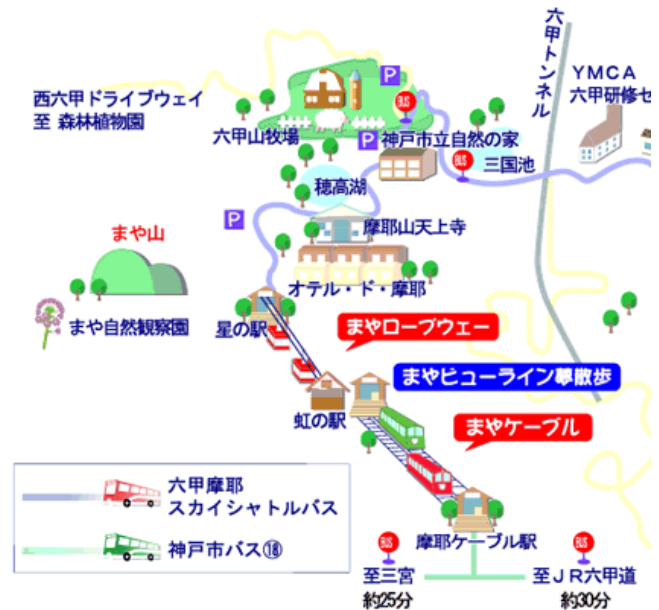 六甲トンネル
YMCA
六甲研修セ
西六甲ドライブウェイ
至 森林植物園
P
BUS
六甲山牧場
P
神戸市立自然の家
BUS
三国池
穂高湖
P
摩耶山天上寺
まや山
オテル・ド・摩耶
まや自然観察園
星の駅
まやロープウェー
まやビューライン夢散歩
虹の駅
まやケーブル
六甲摩耶
スカイシャトルバス
神戸市バス⑱
摩耶ケーブル駅
BUS
BUS
至三宮
約25分
至JR六甲道
約30分